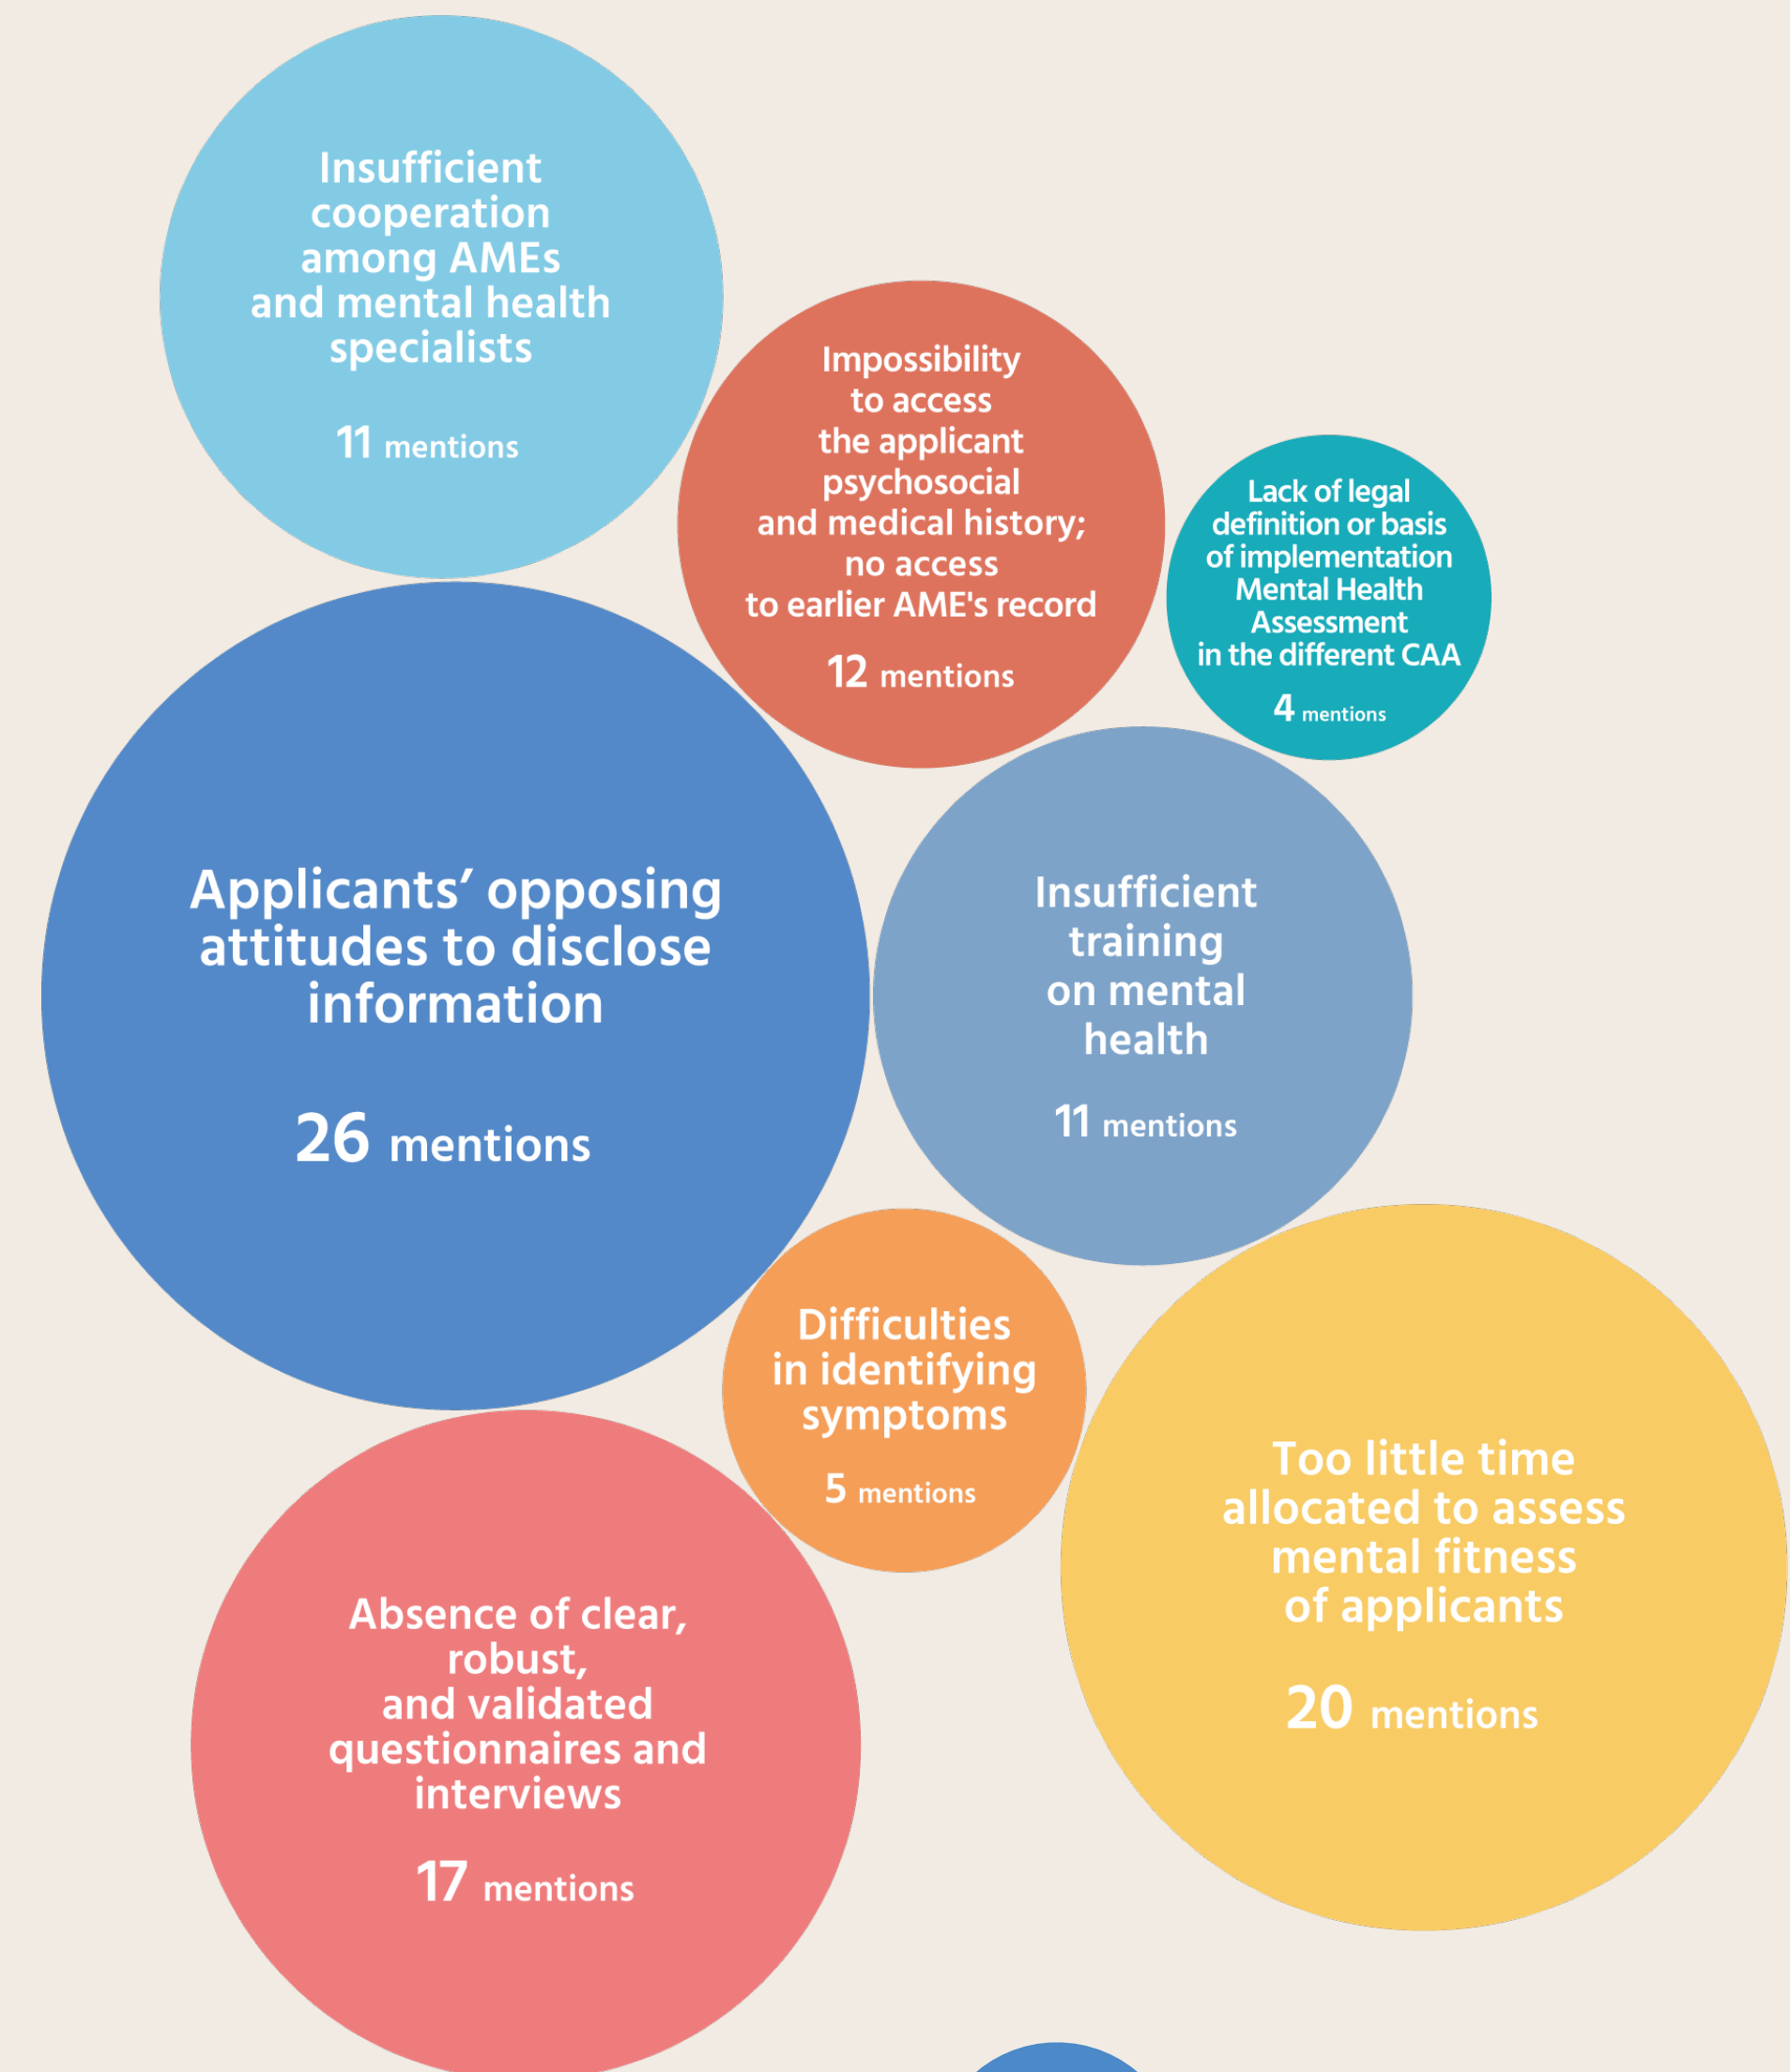 Insufficient
cooperation
among AMEs
and mental health
specialists
11 mentions
Impossibility
to access
the applicant
psychosocial
and medical history;
no access
to earlier AME's record
12 mentions
Lack of legal
definition or basis
of implementation
Mental Health
Assessment
in the different CAA
4 mentions
Applicants’ opposing
attitudes to disclose
information
26 mentions
Insufficient
training
on mental
health
11 mentions
Difficulties
in identifying
symptoms
5 mentions
Too little time
allocated to assess
mental fitness
of applicants
20 mentions
Absence of clear,
robust,
and validated
questionnaires and
interviews
17 mentions